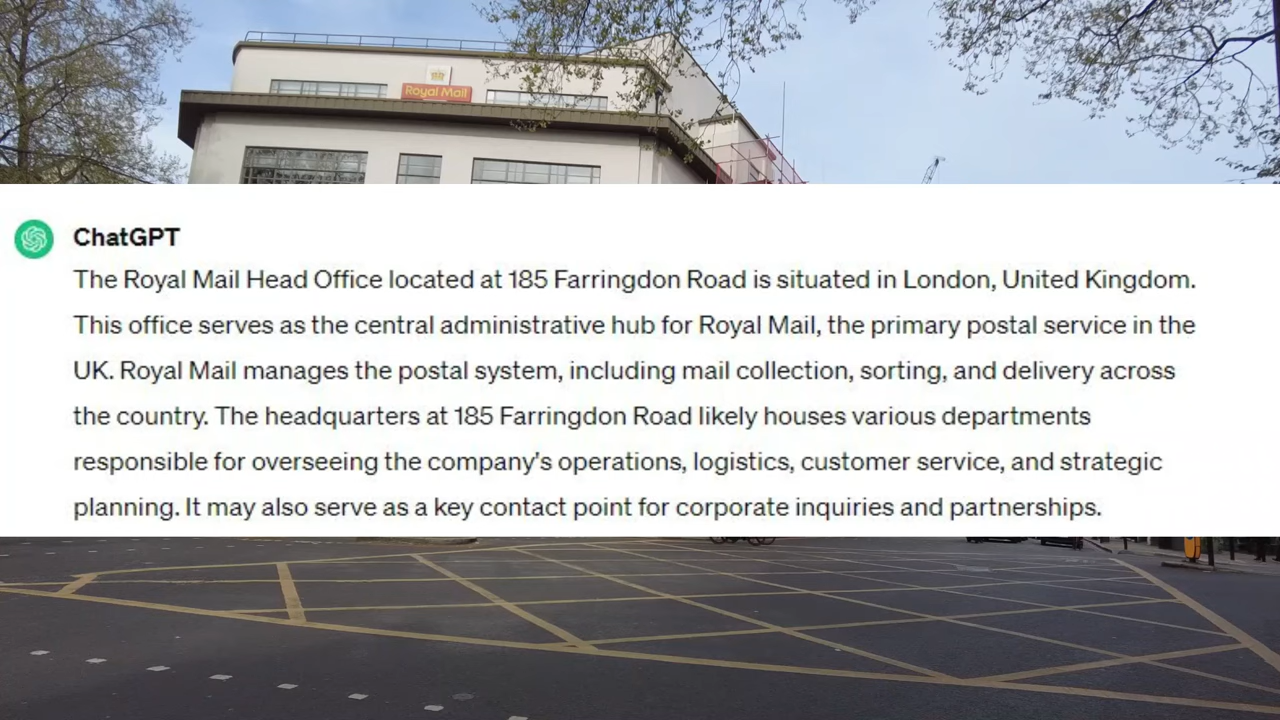 Royal Mail
ChatGPT
The Royal Mail Head Office located at 185 Farringdon Road is situated in London, United Kingdom.
This office serves as the central administrative hub for Royal Mail, the primary postal service in the
UK. Royal Mail manages the postal system, including mail collection, sorting, and delivery across
the country. The headquarters at 185 Farringdon Road likely houses various departments
responsible for overseeing the company's operations, logistics, customer service, and strategic
planning. It may also serve as a key contact point for corporate inquiries and partnerships.